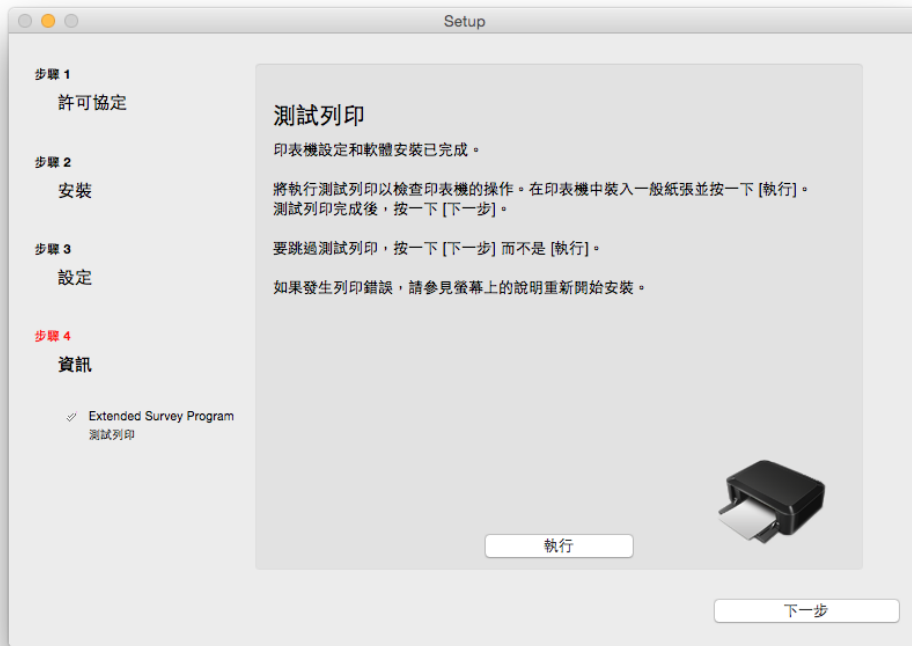 Setup
步驟 1
許可協定
步驟 2
安裝
步驟 3
設定
步驟 4
資訊
Extended Survey Program
測試列印
測試列印
印表機設定和軟體安裝已完成。
將執行測試列印以檢查印表機的操作。在印表機中裝入一般紙張並按一下 [執行]。
測試列印完成後，按一下 [下一步]。
要跳過測試列印，按一下 [下一步] 而不是 [執行]。
如果發生列印錯誤，請參見螢幕上的說明重新開始安裝。
執行
下一步